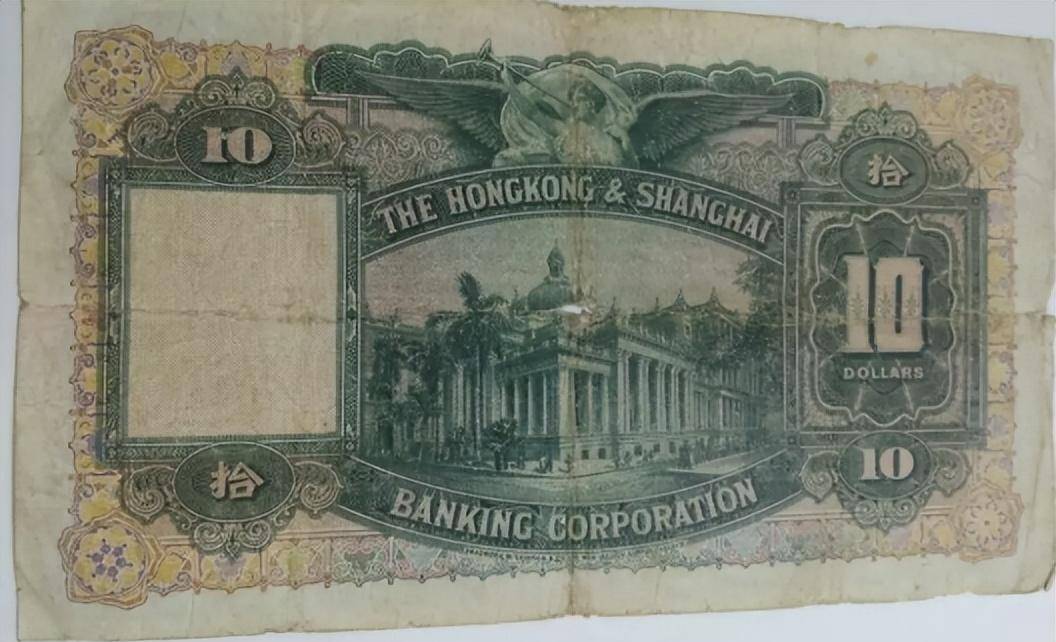 10
拾
THE HONGKONG & SHANGHAI
10
DOLLARS
拾
10
BANKING CORPORATION